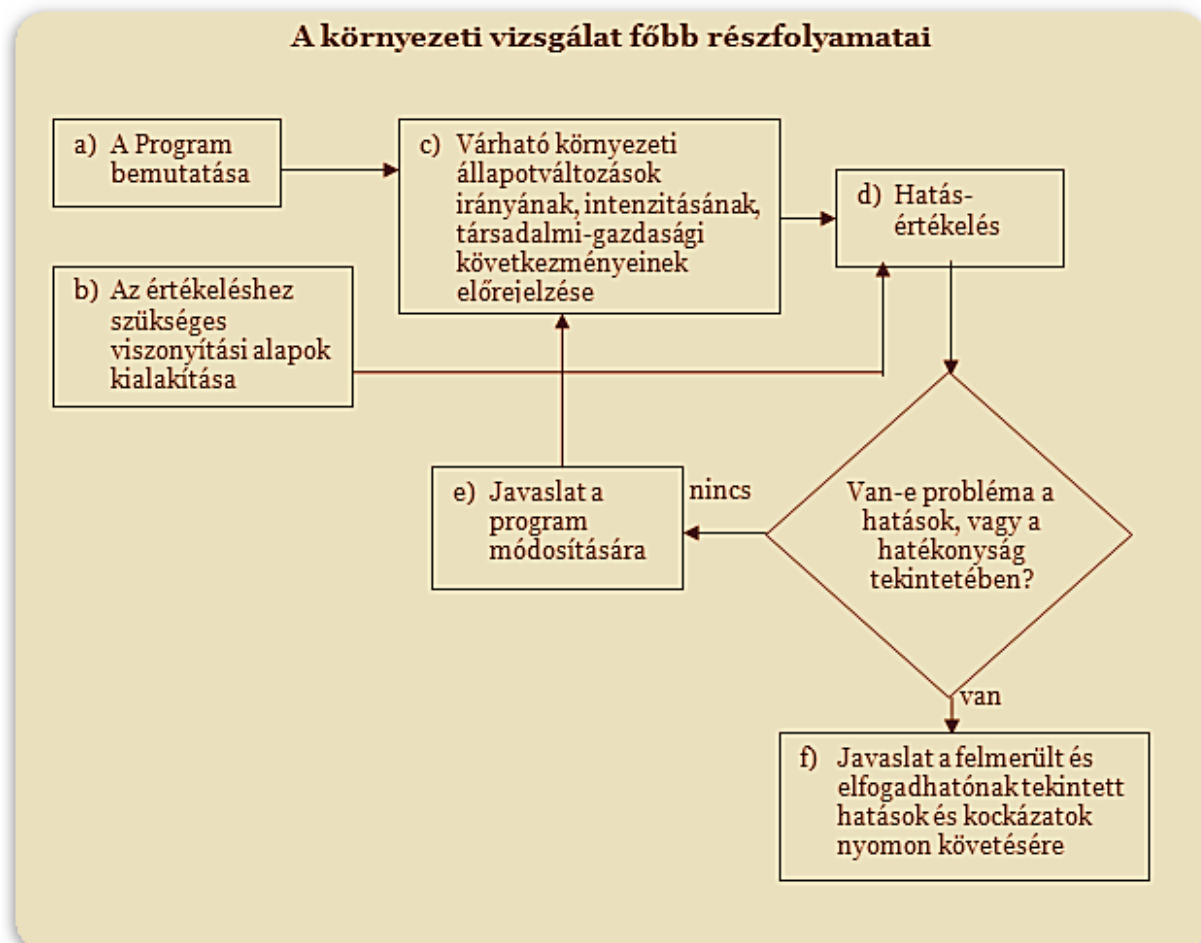 A környezeti vizsgálat főbb részfolyamatai
a) A Program
bemutatása
c) Várható környezeti
állapotváltozások
irányának, intenzitásának,
társadalmi-gazdasági
következményeinek
előrejelzése
d) Hatás-
értékelés
b) Az értékeléshez
szükséges
viszonyítási alapok
kialakítása
e) Javaslat a
program
módosítására
nincs
Van-e probléma a
hatások, vagy a
hatékonyság
tekintetében?
van
f) Javaslat a felmerült és
elfogadhatónak tekintett
hatások és kockázatok
nyomon követésére